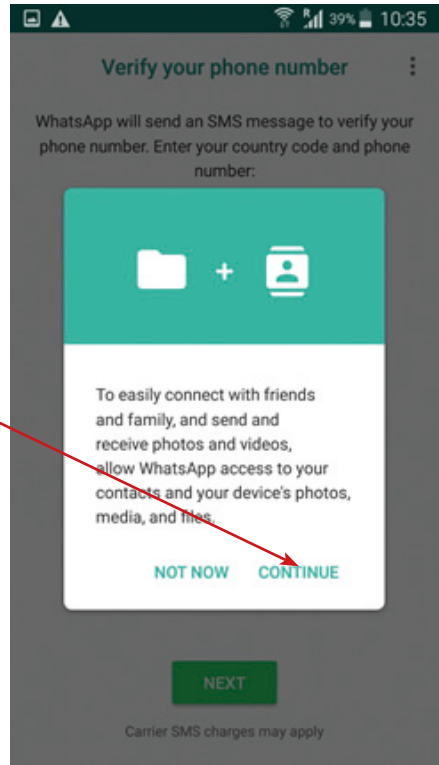 R 39% 10:35
Verify your phone number
WhatsApp will send an SMS message to verify your
phone number. Enter your country code and phone
number:
+
To easily connect with friends
and family, and send and
receive photos and videos,
allow WhatsApp access to your
contacts and your device's photos,
media, and files.
NOT NOW CONTINUE
NEXT
Carrier SMS charges may apply